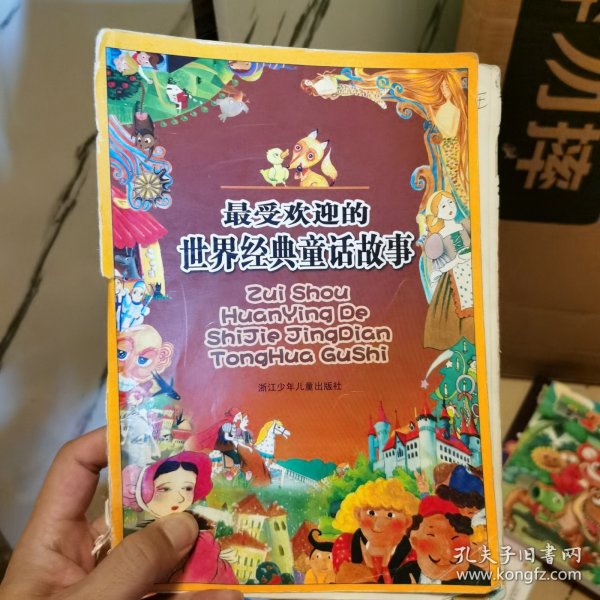 最受欢迎的
世界经典童话故事
Zui Shou
HuanYing De
ShiJie JingDian
TongHua GuShi
浙江少年儿童出版社
勿摔
孔夫子旧书网
www.kongfz.com